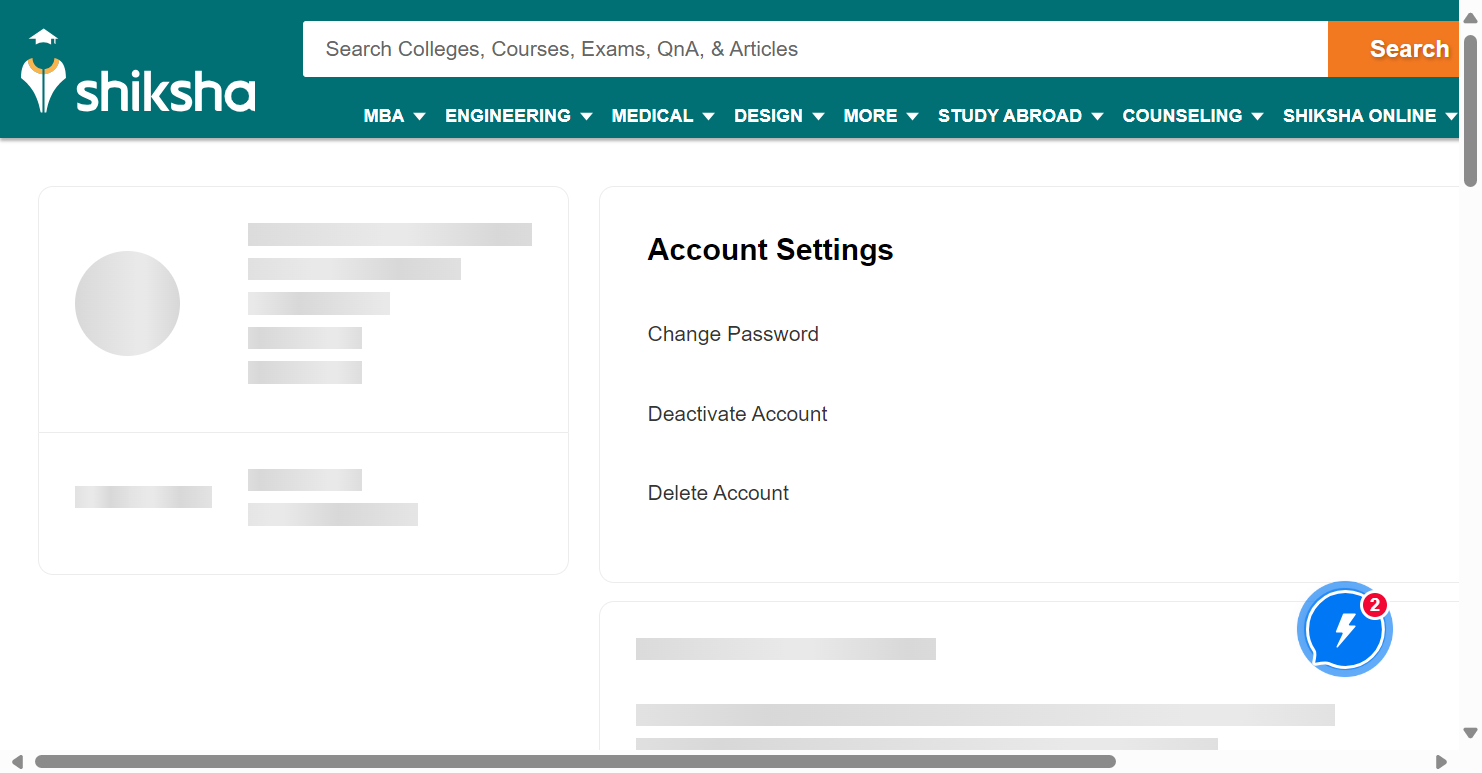 shiksha
Search Colleges, Courses, Exams, QnA, & Articles
Search
MBA ENGINEERING MEDICAL DESIGN MORE STUDY ABROAD COUNSELING SHIKSHA ONLINE
Account Settings
Change Password
Deactivate Account
Delete Account
2